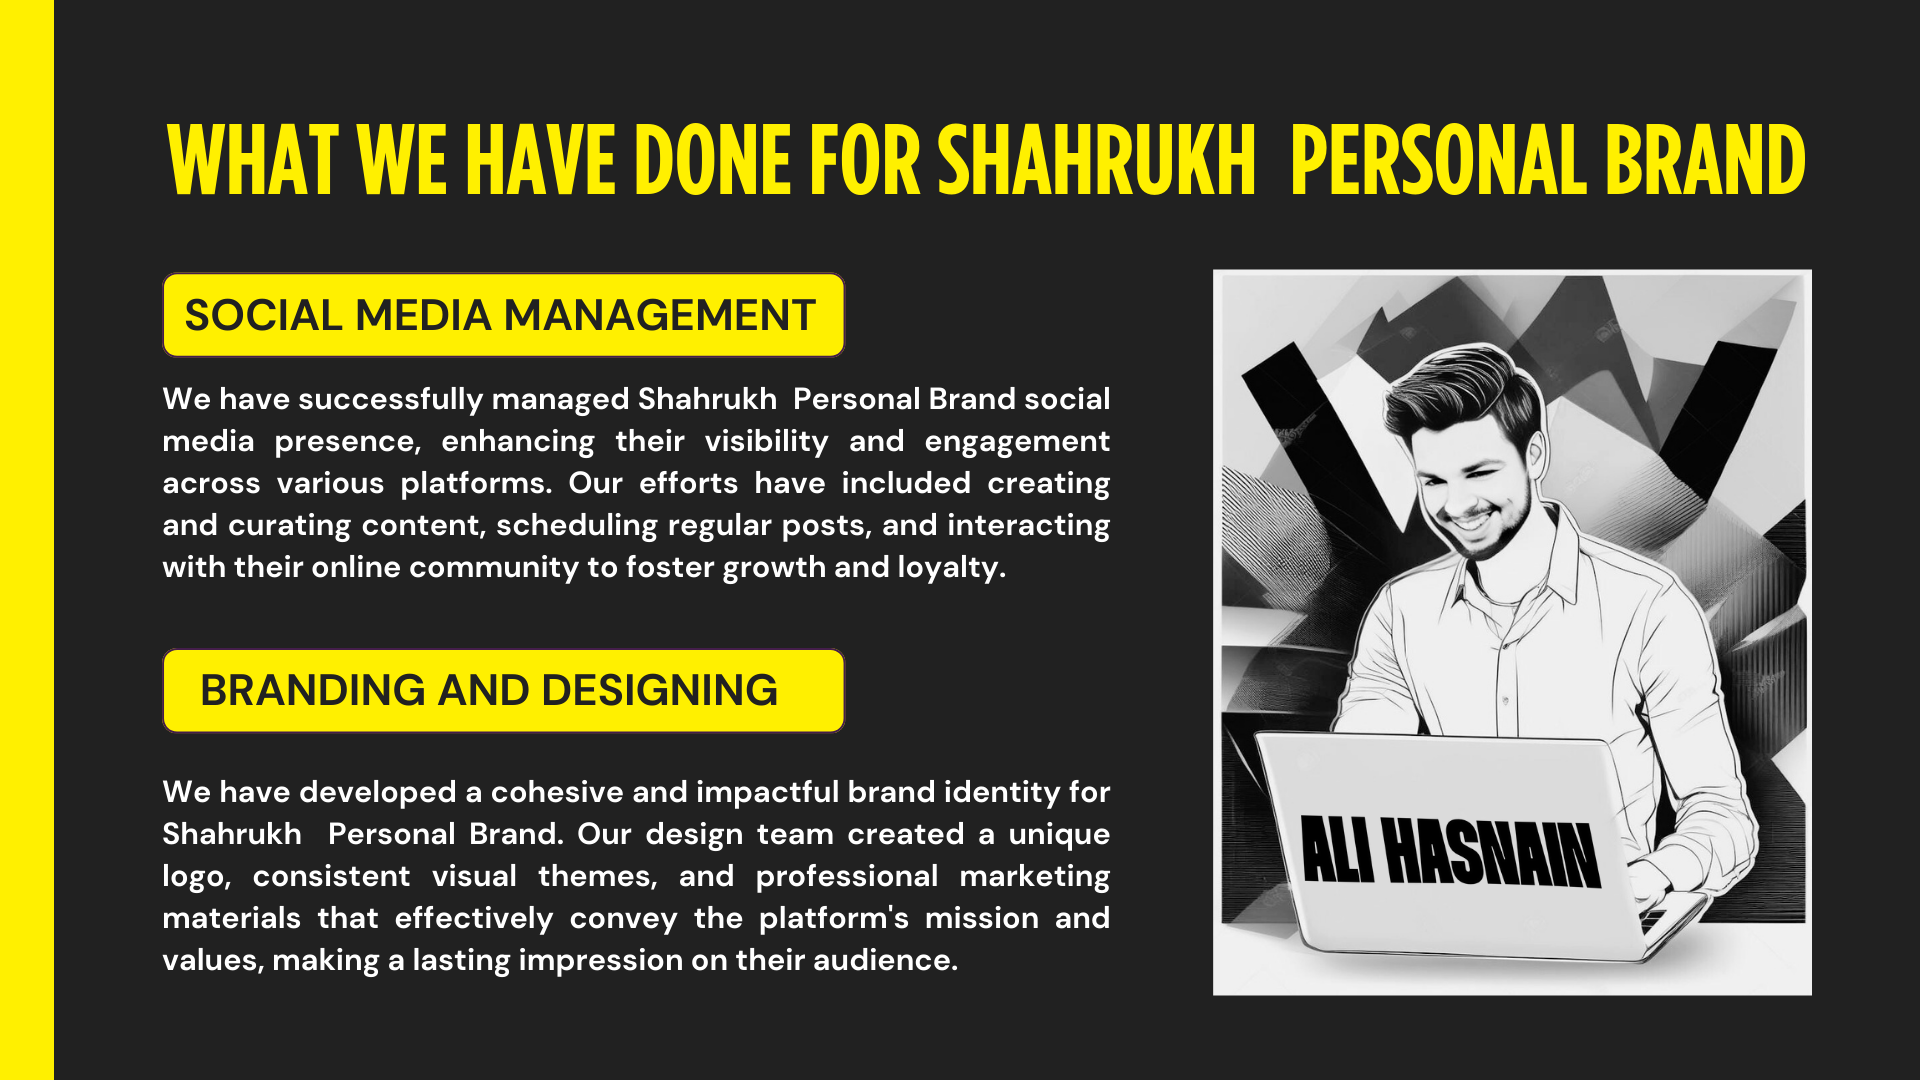 WHAT WE HAVE DONE FOR SHAHRUKH  PERSONAL BRAND
SOCIAL MEDIA MANAGEMENT
We have successfully managed Shahrukh  Personal Brand social
media presence, enhancing their visibility and engagement
across various platforms. Our efforts have included creating
and curating content, scheduling regular posts, and interacting
with their online community to foster growth and loyalty.
BRANDING AND DESIGNING
We have developed a cohesive and impactful brand identity for
Shahrukh  Personal Brand. Our design team created a unique
logo, consistent visual themes, and professional marketing
materials that effectively convey the platform's mission and
values, making a lasting impression on their audience.
ALI HASNAIN